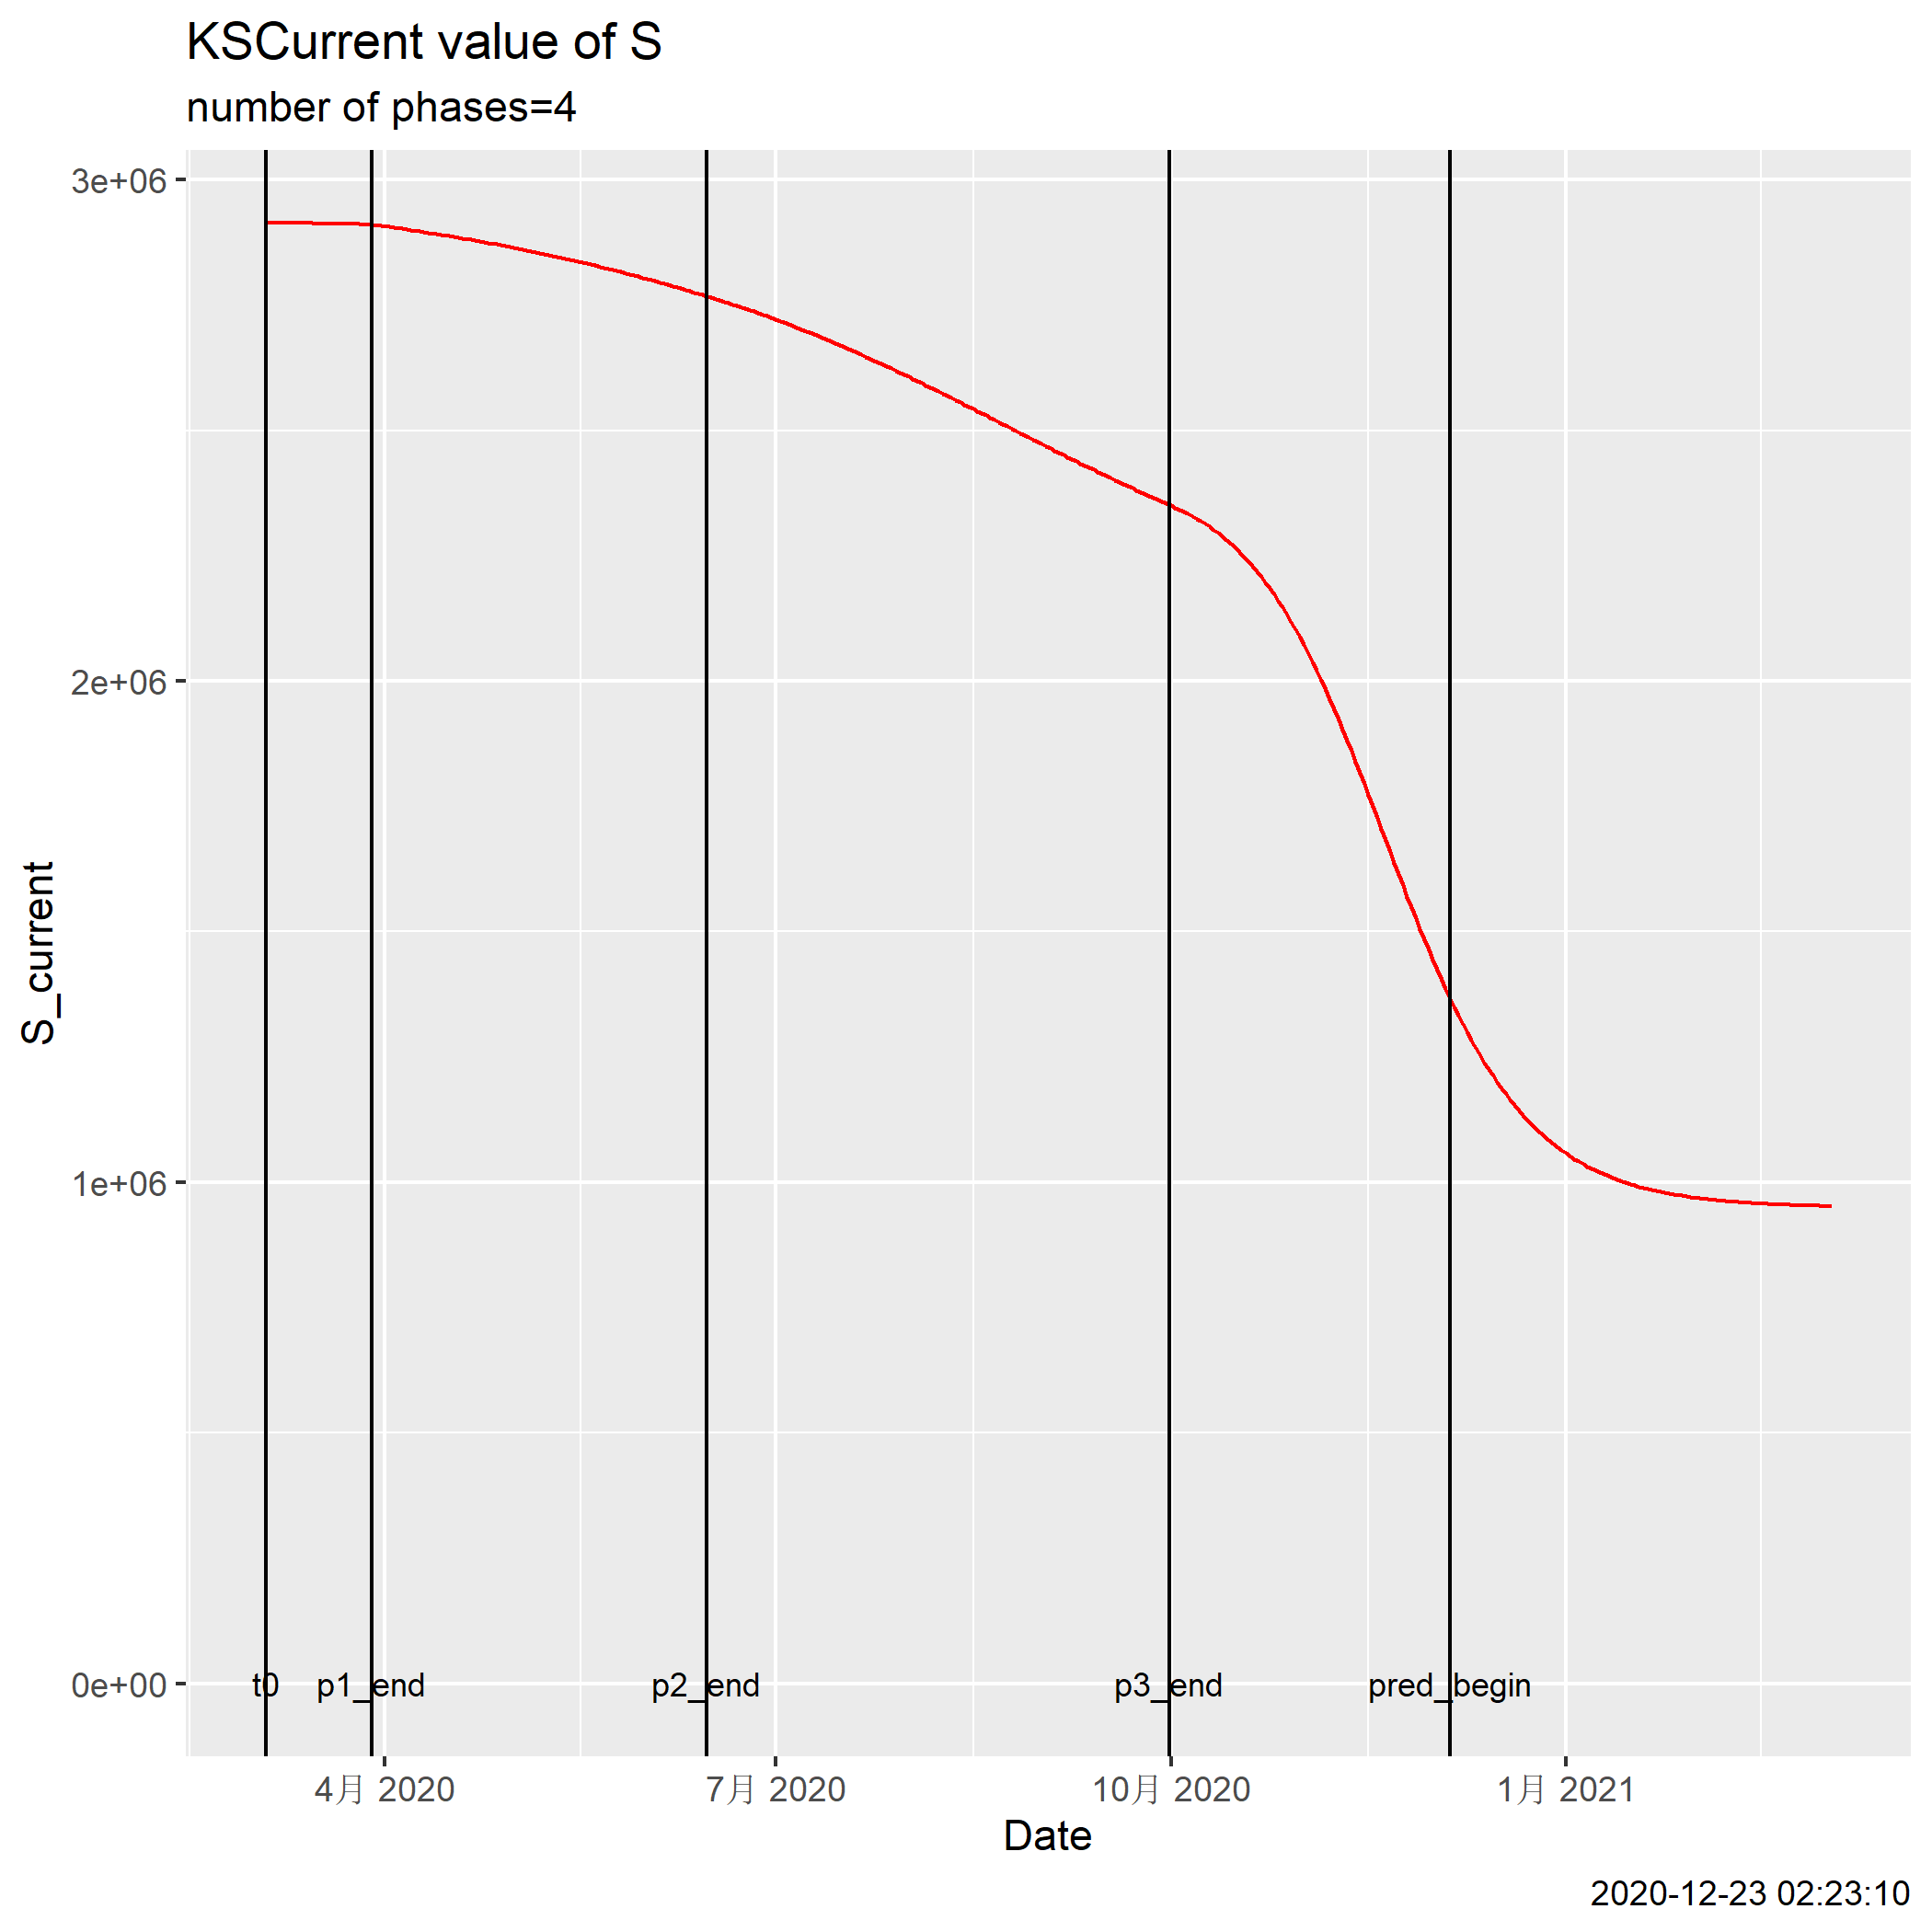 KSCurrent value of S
number of phases=4
3e+06
2e+06
1e+06
0e+00
S_current
t0 p1_end p2_end p3_end pred_begin
4月 2020 7月 2020 10月 2020 1月 2021
Date
2020-12-23 02:23:10